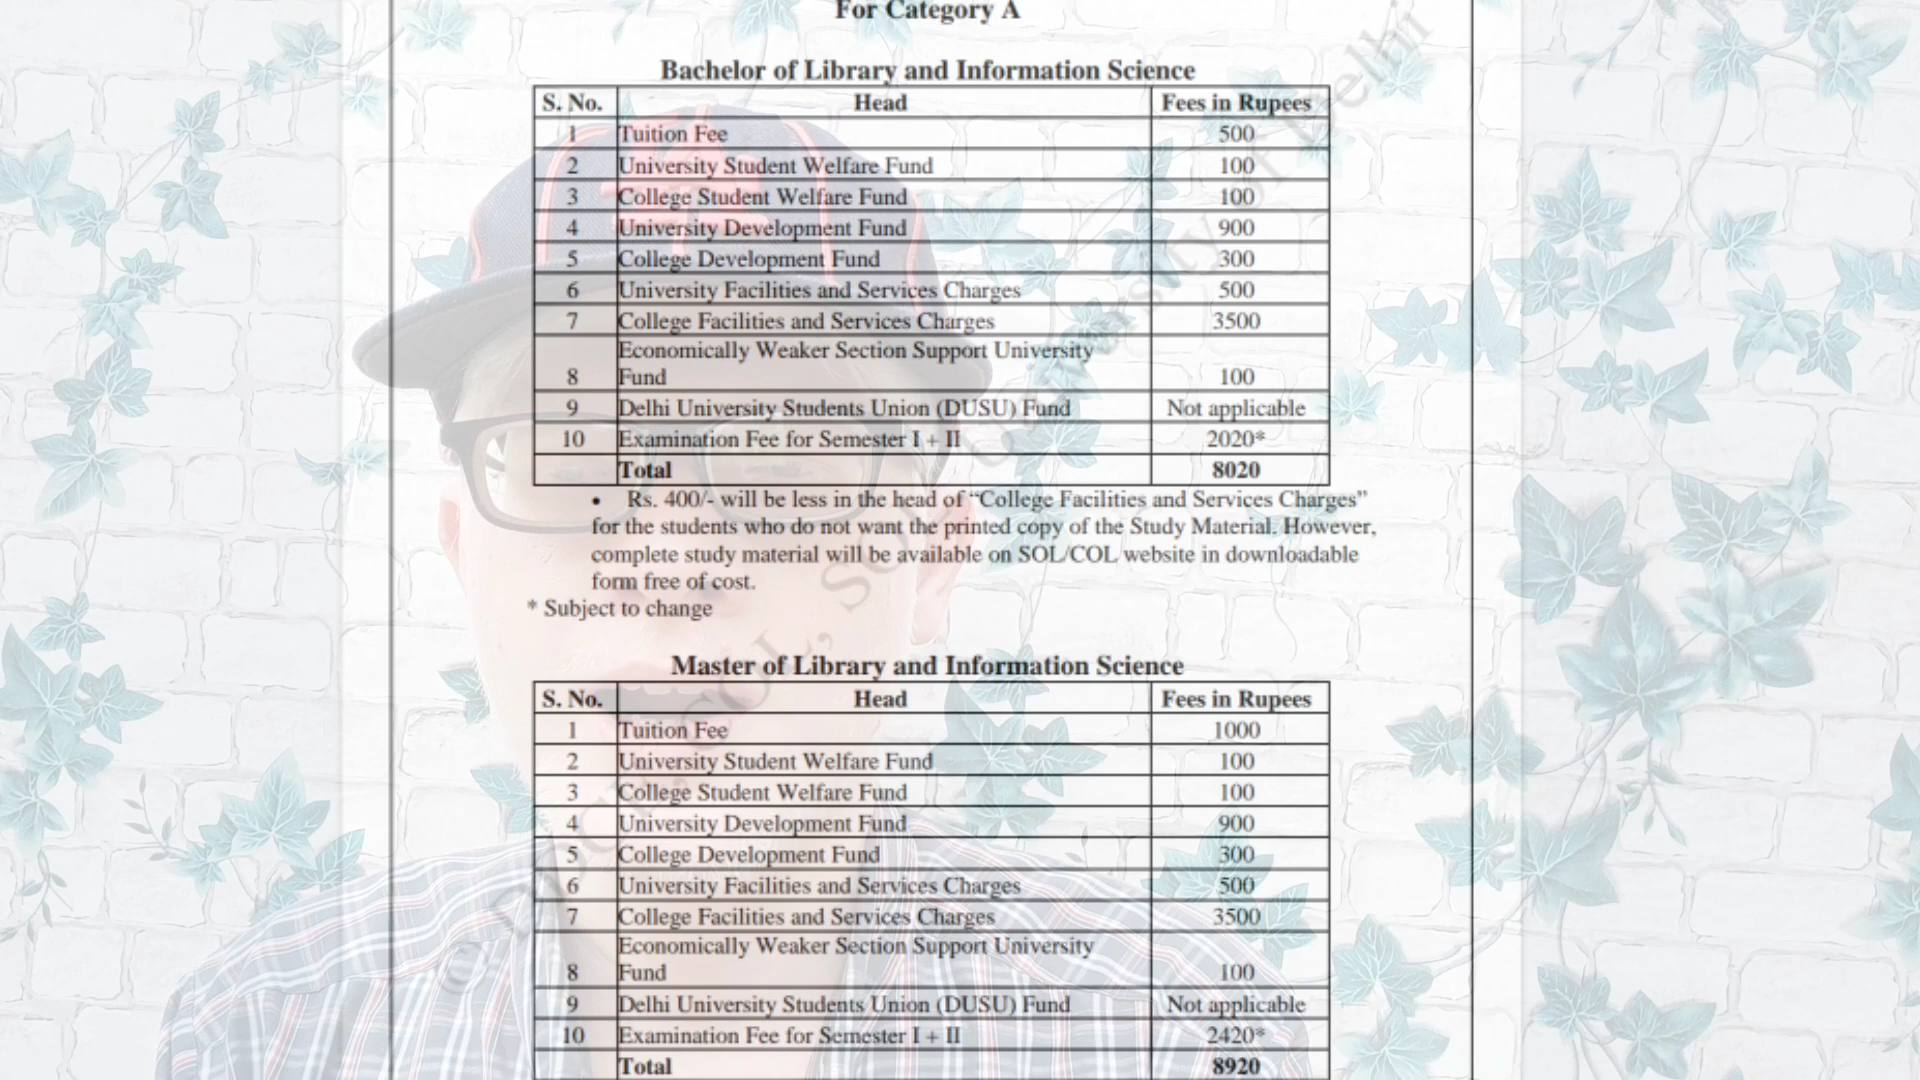 For Category A
Bachelor of Library and Information Science
S. No. Head Fees in Rupees
1 Tuition Fee 500
2 University Student Welfare Fund 100
3 College Student Welfare Fund 100
4 University Development Fund 900
5 College Development Fund 300
6 University Facilities and Services Charges 500
7 College Facilities and Services Charges 3500
Economically Weaker Section Support University
8 Fund 100
9 Delhi University Students Union (DUSU) Fund Not applicable
10 Examination Fee for Semester I + II 2020*
Total 8020
• Rs. 400/- will be less in the head of “College Facilities and Services Charges”
for the students who do not want the printed copy of the Study Material. However,
complete study material will be available on SOL/COL website in downloadable
form free of cost.
* Subject to change
Master of Library and Information Science
S. No. Head Fees in Rupees
1 Tuition Fee 1000
2 University Student Welfare Fund 100
3 College Student Welfare Fund 100
4 University Development Fund 900
5 College Development Fund 300
6 University Facilities and Services Charges 500
7 College Facilities and Services Charges 3500
Economically Weaker Section Support University
8 Fund 100
9 Delhi University Students Union (DUSU) Fund Not applicable
10 Examination Fee for Semester I + II 2420*
Total 8920